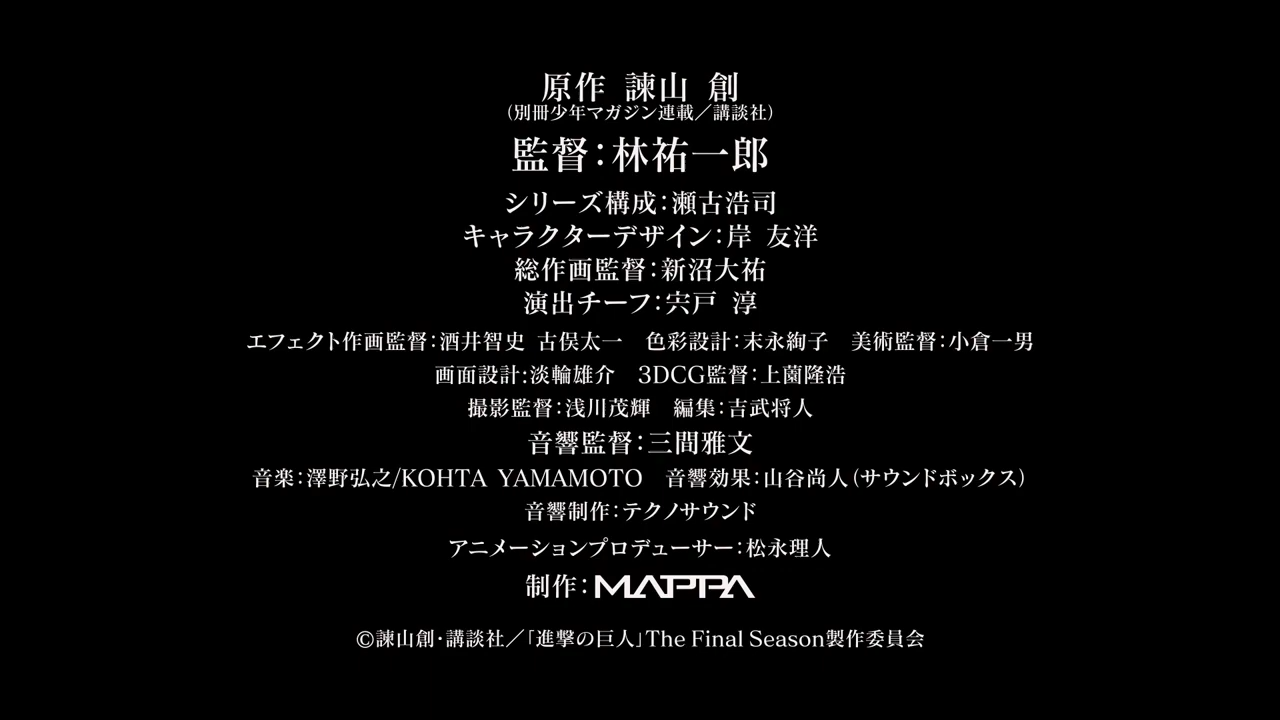 原作 諫山 創
(別冊少年マガジン連載／講談社)
監督：林祐一郎
シリーズ構成：瀬古浩司
キャラクターデザイン：岸 友洋
総作画監督：新沼大祐
演出チーフ：宍戸 淳
エフェクト作画監督：酒井智史 古俣太一　色彩設計：末永絢子　美術監督：小倉一男
画面設計：淡輪雄介　3DCG監督：上薗隆浩
撮影監督：浅川茂輝　編集：吉武将人
音響監督：三間雅文
音楽：澤野弘之/KOHTA YAMAMOTO　音響効果：山谷尚人（サウンドボックス）
音響制作：テクノサウンド
アニメーションプロデューサー：松永理人
制作：MAPPA
©諫山創・講談社／「進撃の巨人」The Final Season製作委員会